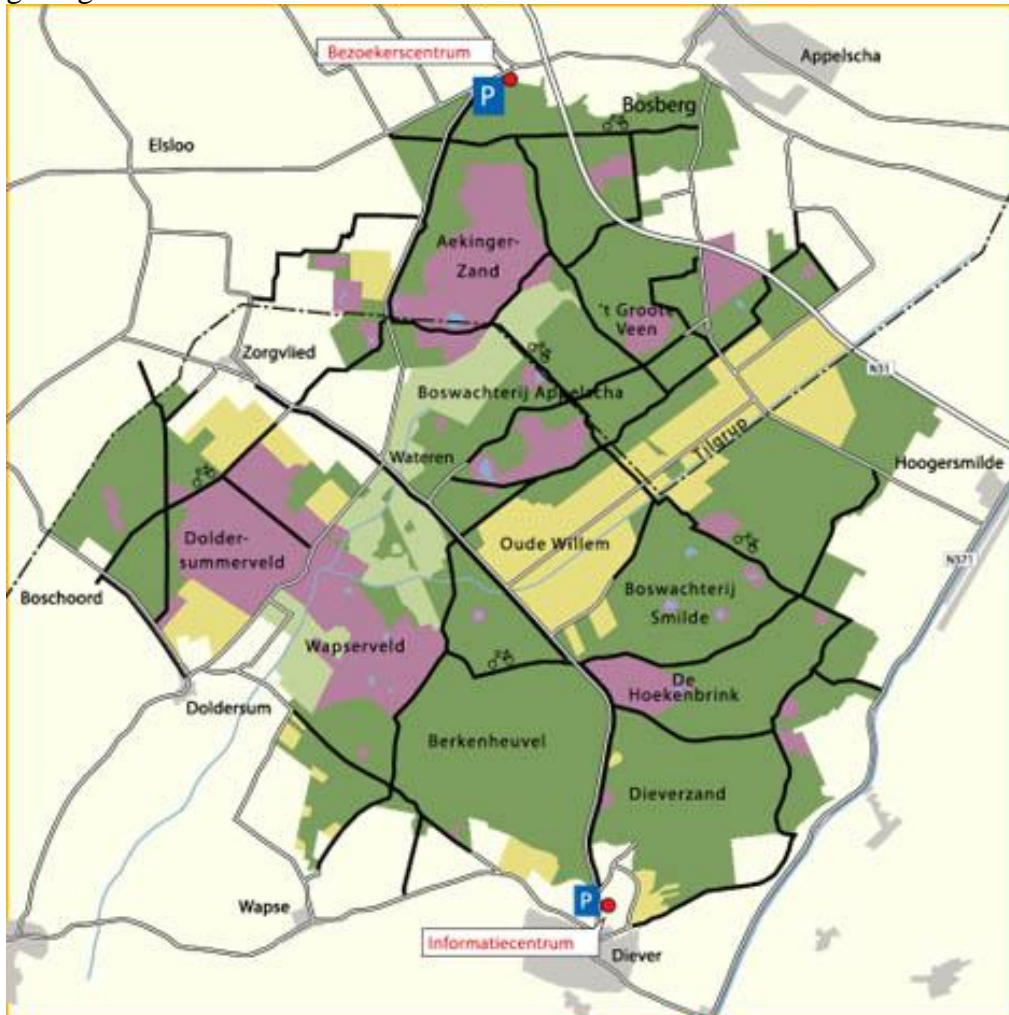 Bezoekerscentrum
P
Appelscha
Bosberg
Elsloo
Aekinger-
Zand
't Groote
Veen
Zorgvlied
N31
Boswachterij Appelscha
Tilgrup
Wateren
Hoogersmilde
Dolder-
summerveld
Oude Willem
N371
Boschoord
Boswachterij
Smilde
Wapserveld
De
Hoekenbrink
Doldersum
Berkenheuvel
Dieverzand
P
Wapse
Informatiecentrum
Diever